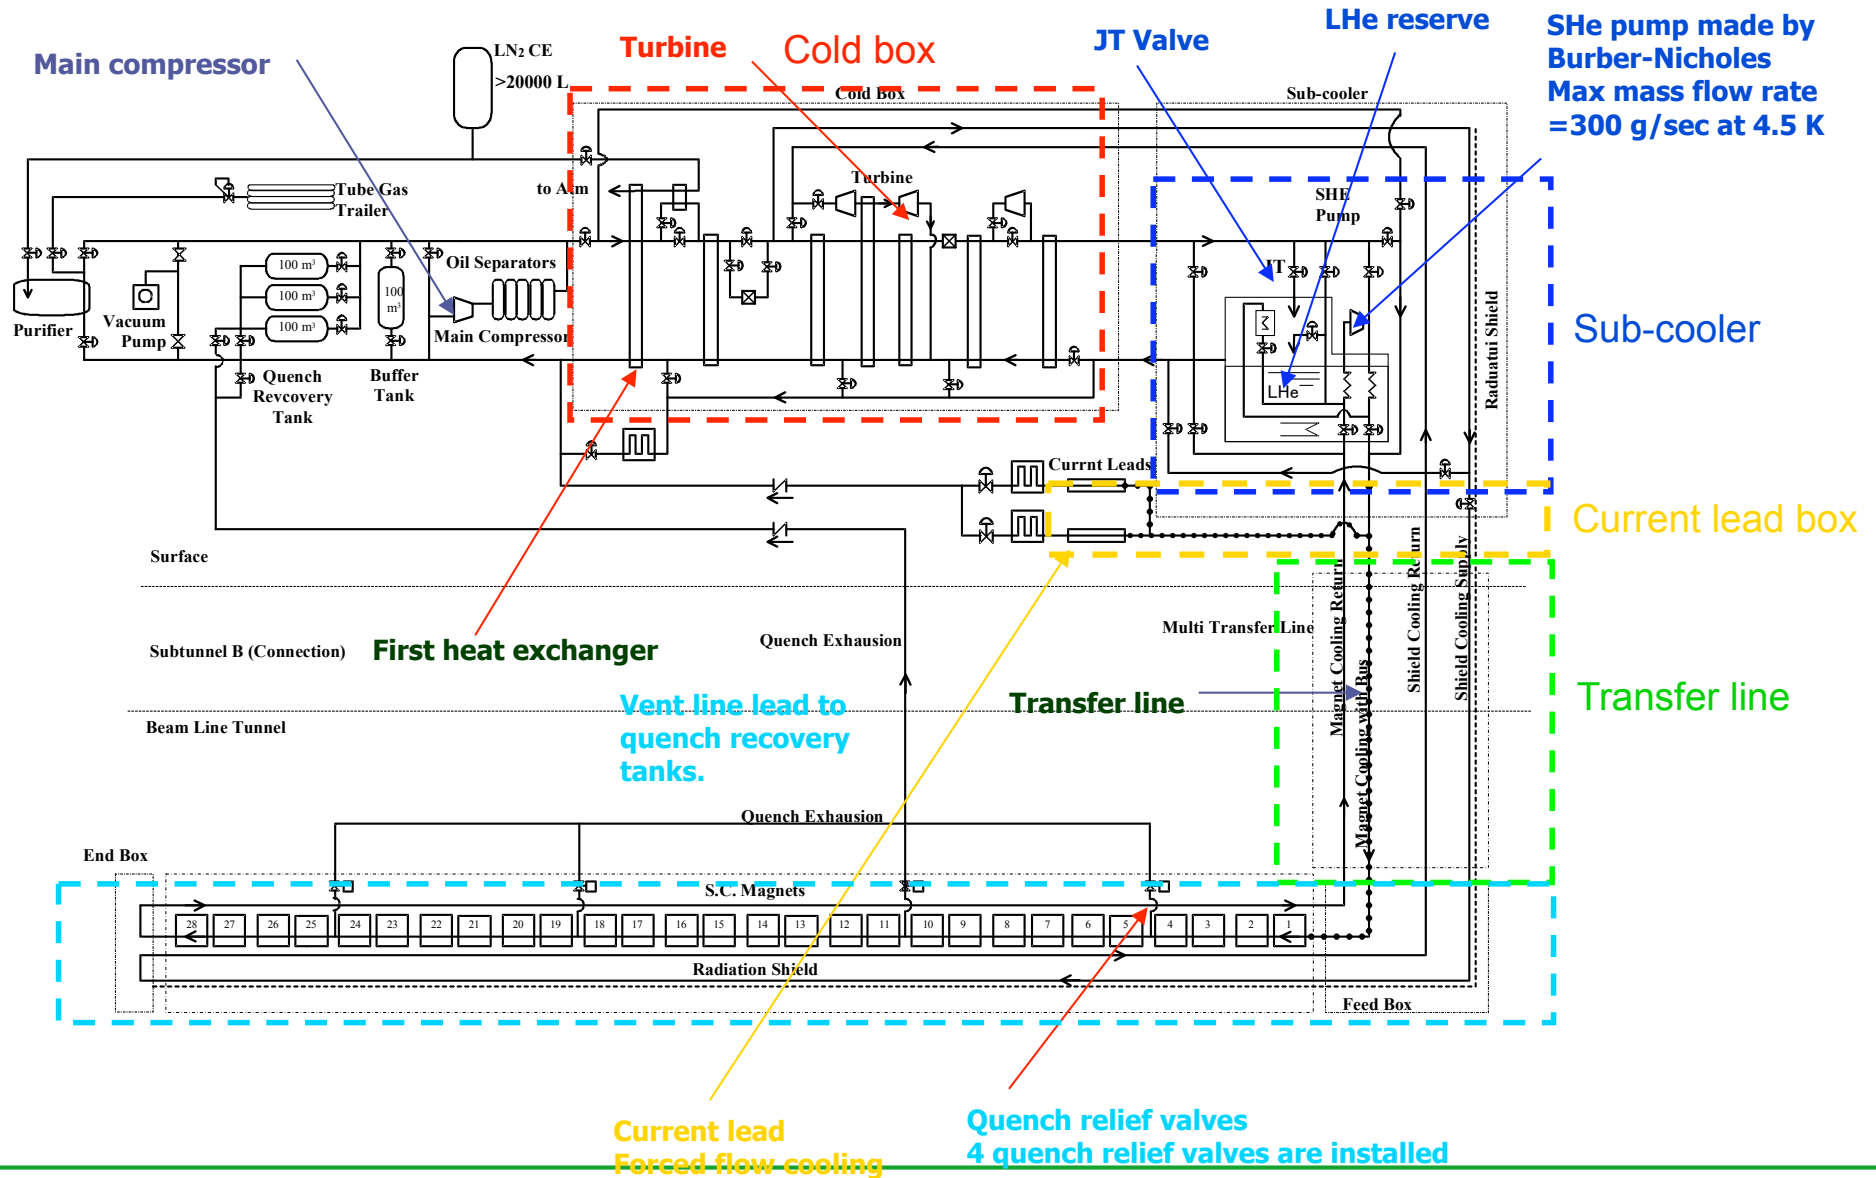 LHe reserve
SHe pump made by
Burber-Nicholes
Max mass flow rate
=300 g/sec at 4.5 K
JT Valve
Turbine
Cold box
Main compressor
LN2 CE
>20000 L
Cold Box
Sub-cooler
Tube Gas
Trailer
to Atm
Turbine
SHE
Pump
JT
Oil Separators
Main Compressor
100 m³
100 m³
100 m³
100
m³
Purifier
Vacuum
Pump
Quench
Revcovery
Tank
Buffer
Tank
LHe
Raduatui Shield
Sub-cooler
Currnt Leads
Current lead box
Surface
Subtunnel B (Connection)
First heat exchanger
Quench Exhausion
Multi Transfer Line
Magnet Cooling Return
Magnet Cooling with Bus
Shield Cooling Return
Shield Cooling Supply
Transfer line
Transfer line
Vent line lead to
quench recovery
tanks.
Beam Line Tunnel
Quench Exhausion
End Box
S.C. Magnets
28 27 26 25 24 23 22 21 20 19 18 17 16 15 14 13 12 11 10 9 8 7 6 5 4 3 2 1
Radiation Shield
Feed Box
Current lead
Forced flow cooling
Quench relief valves
4 quench relief valves are installed